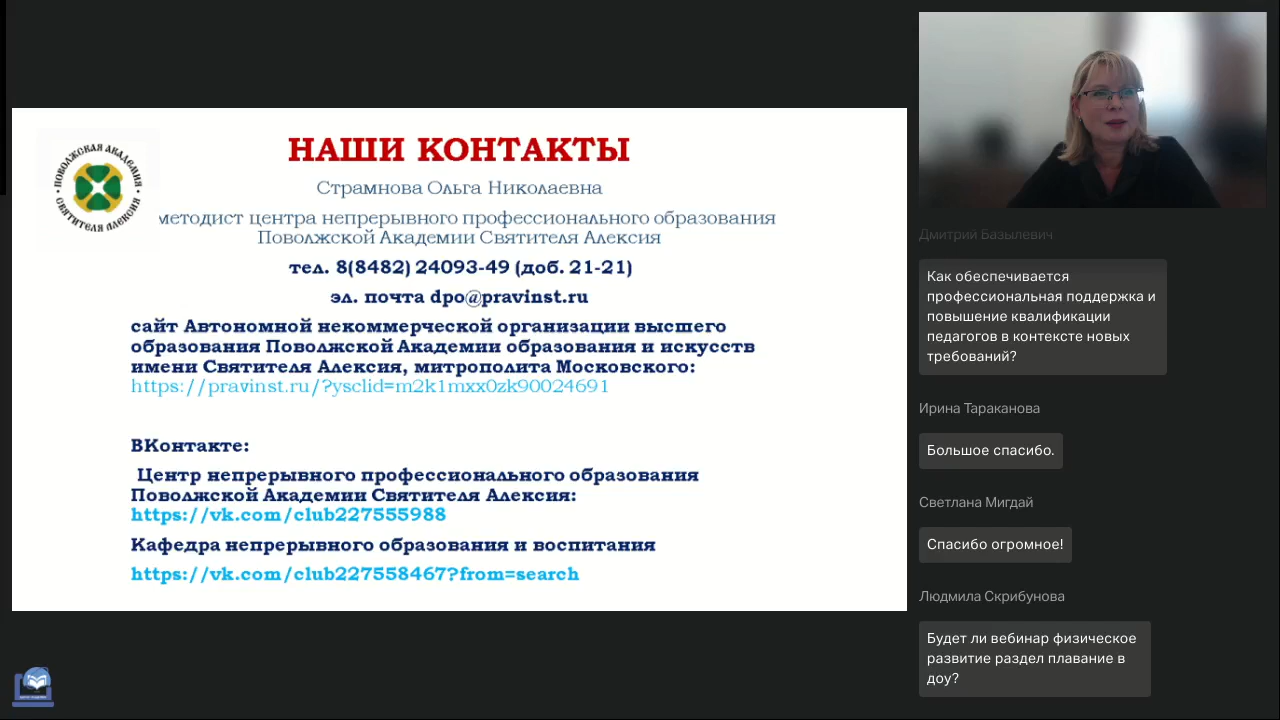 ПОВОЛЖСКАЯ АКАДЕМИЯ
СВЯТИТЕЛЯ АЛЕКСИЯ
НАШИ КОНТАКТЫ
Страмнова Ольга Николаевна
методист центра непрерывного профессионального образования
Поволжской Академии Святителя Алексия
тел. 8(8482) 24093-49 (доб. 21-21)
эл. почта dpo@pravinst.ru
сайт Автономной некоммерческой организации высшего
образования Поволжской Академии образования и искусств
имени Святителя Алексия, митрополита Московского:
https://pravinst.ru/?ysclid=m2k1mxx0zk90024691
ВКонтакте:
Центр непрерывного профессионального образования
Поволжской Академии Святителя Алексия:
https://vk.com/club227555988
Кафедра непрерывного образования и воспитания
https://vk.com/club227558467?from=search
Дмитрий Базылевич
Как обеспечивается
профессиональная поддержка и
повышение квалификации
педагогов в контексте новых
требований?
Ирина Тараканова
Большое спасибо.
Светлана Мигдай
Спасибо огромное!
Людмила Скрибунова
Будет ли вебинар физическое
развитие раздел плавание в
доу?